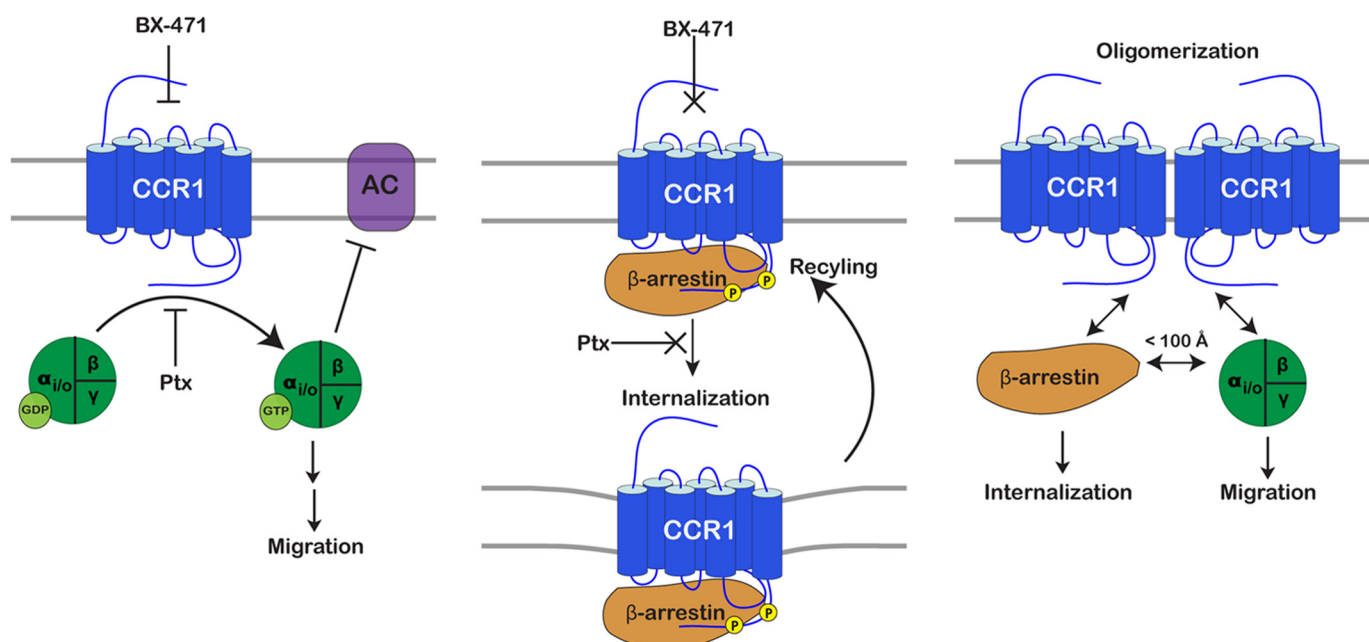 BX-471
CCR1
AC
αi/o
β
γ
GDP
Ptx
αi/o
β
γ
GTP
Migration
BX-471
CCR1
β-arrestin
P
P
Recyling
Ptx
Internalization
CCR1
β-arrestin
P
P
Oligomerization
CCR1
CCR1
β-arrestin
< 100 Å
αi/o
β
γ
Internalization
Migration